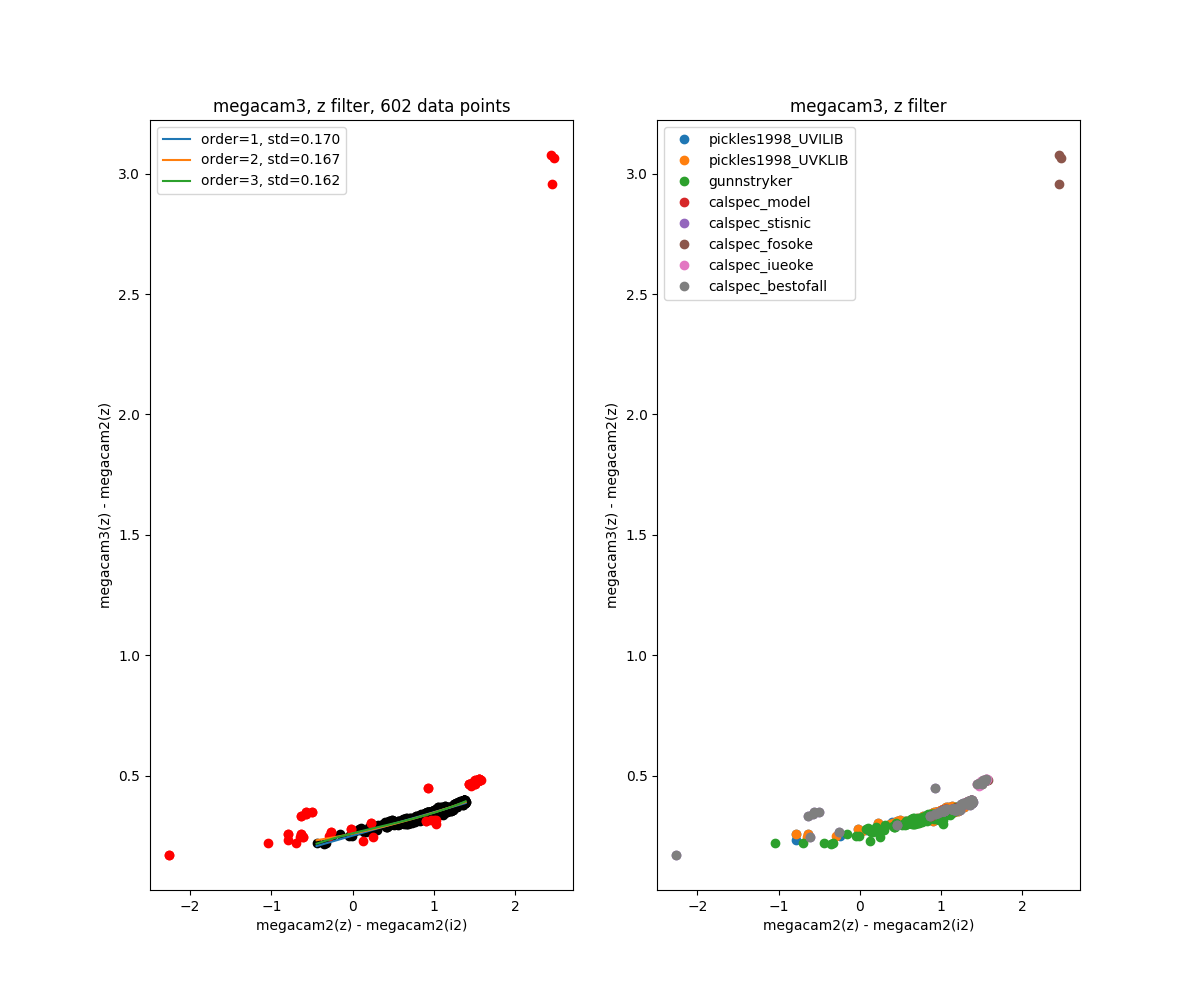 megacam3, z filter, 602 data points
order=1, std=0.170
order=2, std=0.167
order=3, std=0.162
3.0
2.5
2.0
1.5
1.0
0.5
megacam3(z) - megacam2(z)
−2
−1
0
1
2
megacam2(z) - megacam2(i2)
megacam3, z filter
pickles1998_UVILIB
pickles1998_UVKLIB
gunnstryker
calspec_model
calspec_stisnic
calspec_fosoke
calspec_iueoke
calspec_bestofall
3.0
2.5
2.0
1.5
1.0
0.5
megacam3(z) - megacam2(z)
−2
−1
0
1
2
megacam2(z) - megacam2(i2)